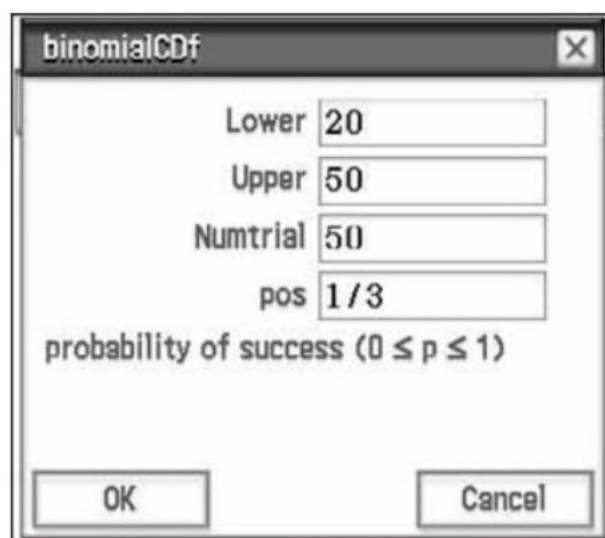 binomialCDf
Lower 20
Upper 50
Numtrial 50
pos 1/3
probability of success (0 ≤ p ≤ 1)
OK Cancel